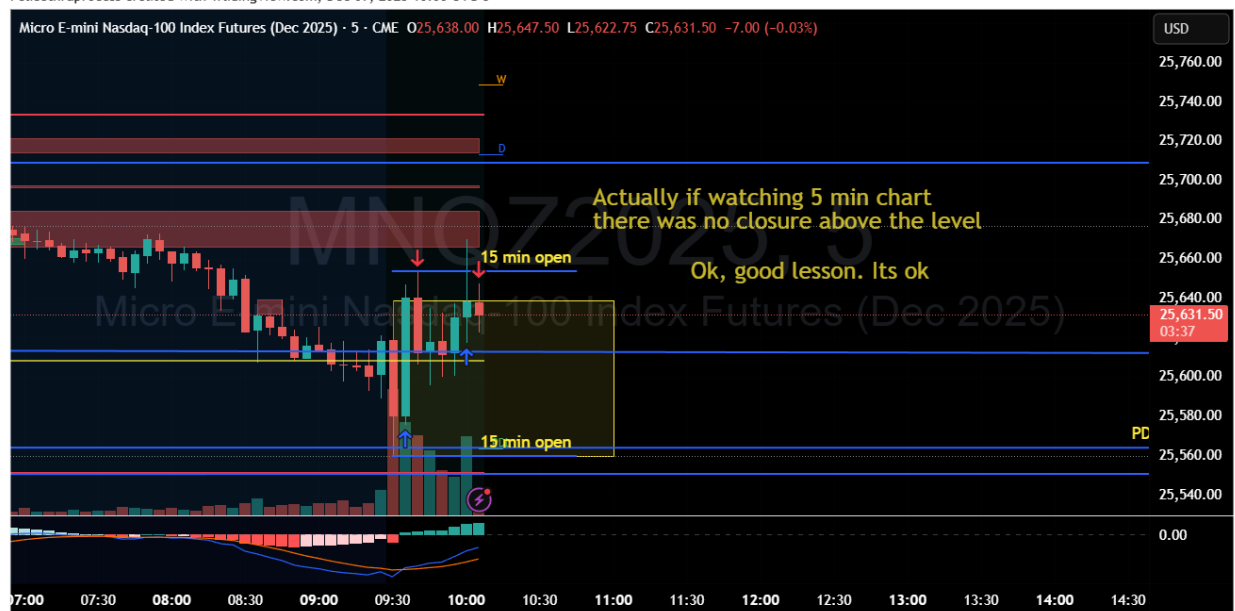 Micro E-mini Nasdaq-100 Index Futures (Dec 2025) · 5 · CME O25,638.00 H25,647.50 L25,622.75 C25,631.50 −7.00 (−0.03%)
USD
25,760.00
W
25,740.00
25,720.00
D
25,700.00
Actually if watching 5 min chart
there was no closure above the level
25,680.00
MNQZ2025, 5
15 min open
25,660.00
Ok, good lesson. Its ok
25,640.00
Micro E-mini Nasdaq-100 Index Futures (Dec 2025)
25,631.50
03:37
25,600.00
25,580.00
15 min open
PD
25,560.00
25,540.00
0.00
07:00 07:30 08:00 08:30 09:00 09:30 10:00 10:30 11:00 11:30 12:00 12:30 13:00 13:30 14:00 14:30